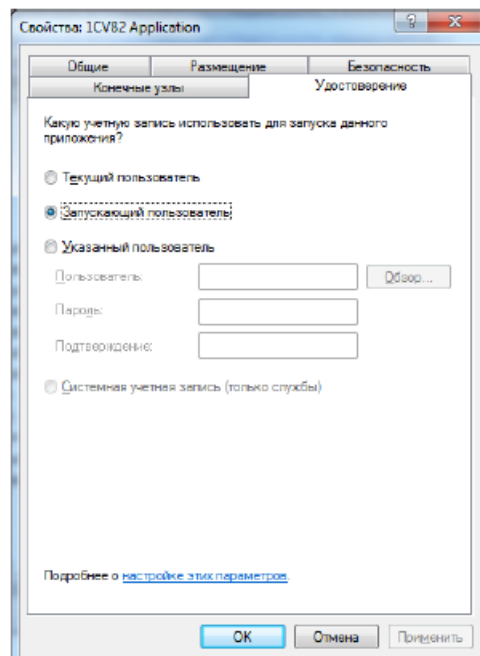 Свойства: 1CV82 Application
Общие Размещение Безопасность
Конечные узлы Удостоверение
Какую учетную запись использовать для запуска данного
приложения?
Текущий пользователь
Запускающий пользователь
Указанный пользователь
Пользователь:
Обзор...
Пароль:
Подтверждение:
Системная учетная запись (только службы)
Подробнее о настройке этих параметров.
ОК Отмена Применить